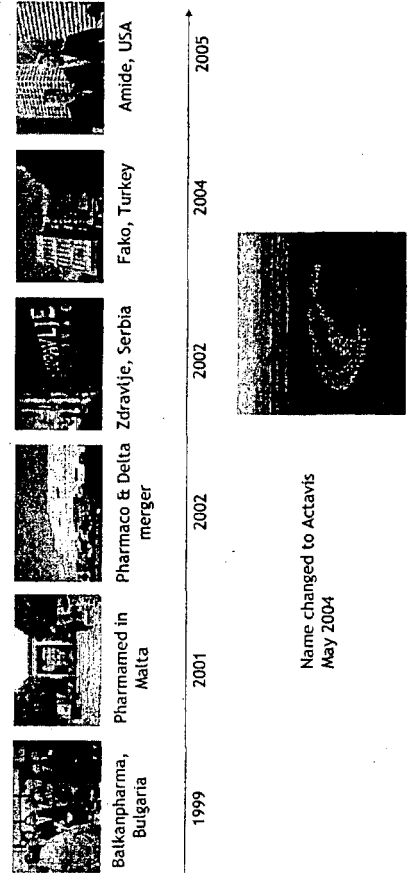 Balkanpharma,
Bulgaria
Pharmamed in
Malta
Pharmaco & Delta
merger
Zdravlje, Serbia
Fako, Turkey
Amide, USA
1999
2001
2002
2002
2004
2005
Name changed to Actavis
May 2004